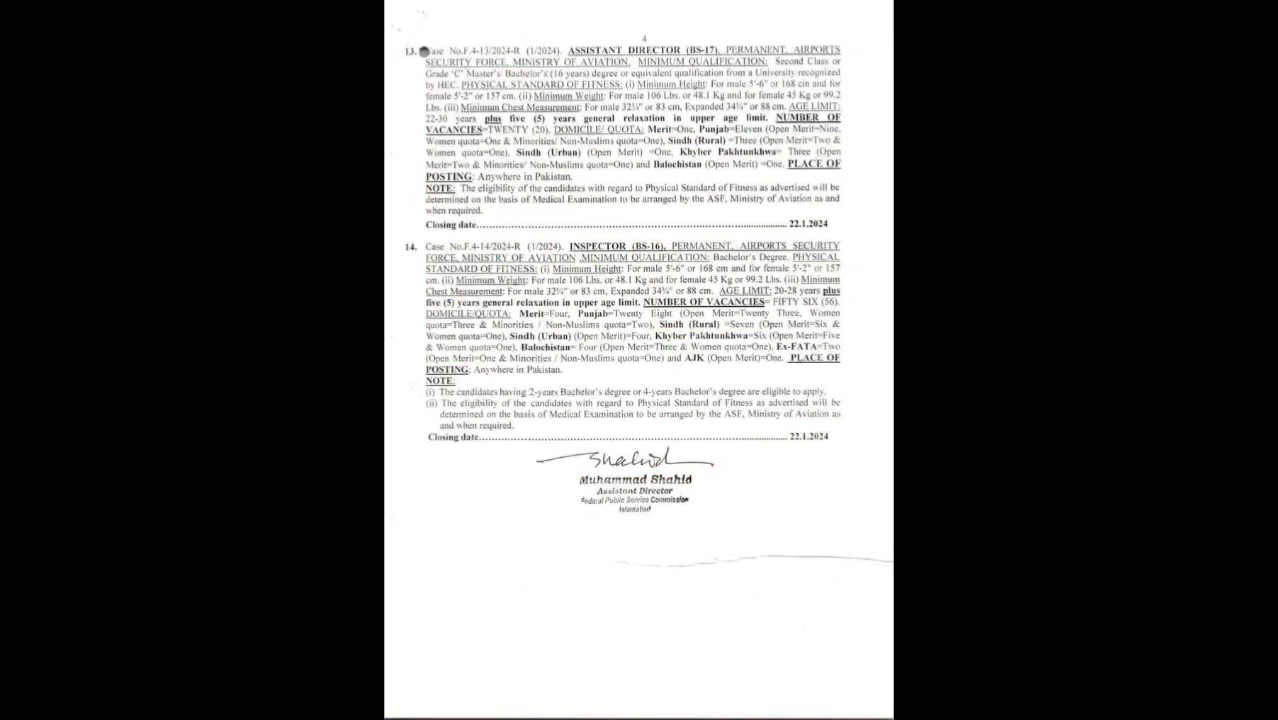 4
13. Case No.F.4-13/2024-R (1/2024). ASSISTANT DIRECTOR (BS-17), PERMANENT, AIRPORTS
SECURITY FORCE, MINISTRY OF AVIATION. MINIMUM QUALIFICATION: Second Class or
Grade 'C' Master's/ Bachelor's (16 years) degree or equivalent qualification from a University recognized
by HEC. PHYSICAL STANDARD OF FITNESS: (i) Minimum Height: For male 5'-6" or 168 cm and for
female 5'-2" or 157 cm. (ii) Minimum Weight: For male 106 Lbs. or 48.1 Kg and for female 45 Kg or 99.2
Lbs. (iii) Minimum Chest Measurement: For male 32¾" or 83 cm, Expanded 34¾" or 88 cm. AGE LIMIT:
22-30 years plus five (5) years general relaxation in upper age limit. NUMBER OF
VACANCIES=TWENTY (20). DOMICILE/ QUOTA: Merit=One, Punjab=Eleven (Open Merit=Nine,
Women quota=One & Minorities/ Non-Muslims quota=One), Sindh (Rural) =Three (Open Merit=Two &
Women quota=One), Sindh (Urban) (Open Merit) =One, Khyber Pakhtunkhwa= Three (Open
Merit=Two & Minorities/ Non-Muslims quota=One) and Balochistan (Open Merit) =One. PLACE OF
POSTING: Anywhere in Pakistan.
NOTE: The eligibility of the candidates with regard to Physical Standard of Fitness as advertised will be
determined on the basis of Medical Examination to be arranged by the ASF, Ministry of Aviation as and
when required.
Closing date........................................................................................................ 22.1.2024
14. Case No.F.4-14/2024-R (1/2024). INSPECTOR (BS-16), PERMANENT, AIRPORTS SECURITY
FORCE, MINISTRY OF AVIATION .MINIMUM QUALIFICATION: Bachelor's Degree. PHYSICAL
STANDARD OF FITNESS: (i) Minimum Height: For male 5'-6" or 168 cm and for female 5'-2" or 157
cm. (ii) Minimum Weight: For male 106 Lbs. or 48.1 Kg and for female 45 Kg or 99.2 Lbs. (iii) Minimum
Chest Measurement: For male 32¾" or 83 cm, Expanded 34¾" or 88 cm. AGE LIMIT: 20-28 years plus
five (5) years general relaxation in upper age limit. NUMBER OF VACANCIES= FIFTY SIX (56).
DOMICILE/QUOTA: Merit=Four, Punjab=Twenty Eight (Open Merit=Twenty Three, Women
quota=Three & Minorities / Non-Muslims quota=Two), Sindh (Rural) =Seven (Open Merit=Six &
Women quota=One), Sindh (Urban) (Open Merit)=Four, Khyber Pakhtunkhwa=Six (Open Merit=Five
& Women quota=One), Balochistan= Four (Open Merit=Three & Women quota=One), Ex-FATA=Two
(Open Merit=One & Minorities / Non-Muslims quota=One) and AJK (Open Merit)=One. PLACE OF
POSTING: Anywhere in Pakistan.
NOTE:
(i) The candidates having 2-years Bachelor's degree or 4-years Bachelor's degree are eligible to apply.
(ii) The eligibility of the candidates with regard to Physical Standard of Fitness as advertised will be
determined on the basis of Medical Examination to be arranged by the ASF, Ministry of Aviation as
and when required.
Closing date........................................................................................................ 22.1.2024
Shahid
Muhammad Shahid
Assistant Director
Federal Public Service Commission
Islamabad